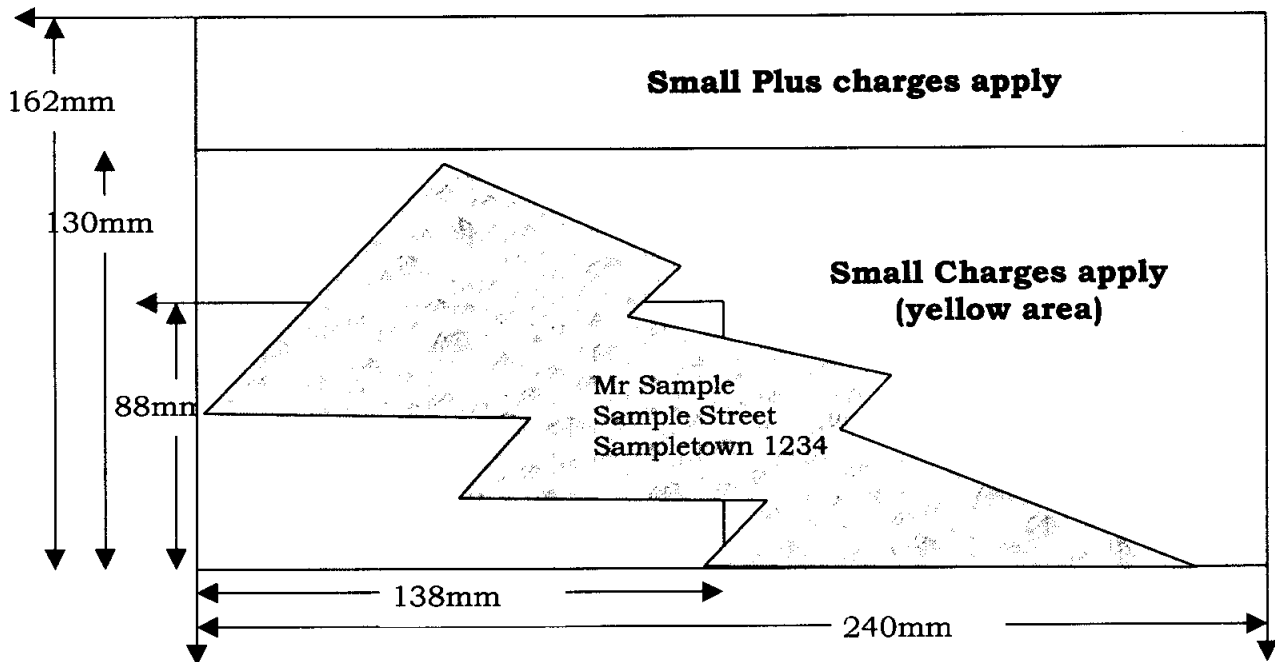 Small Plus charges apply
162mm
130mm
Small Charges apply
(yellow area)
88mm
Mr Sample
Sample Street
Sampletown 1234
138mm
240mm